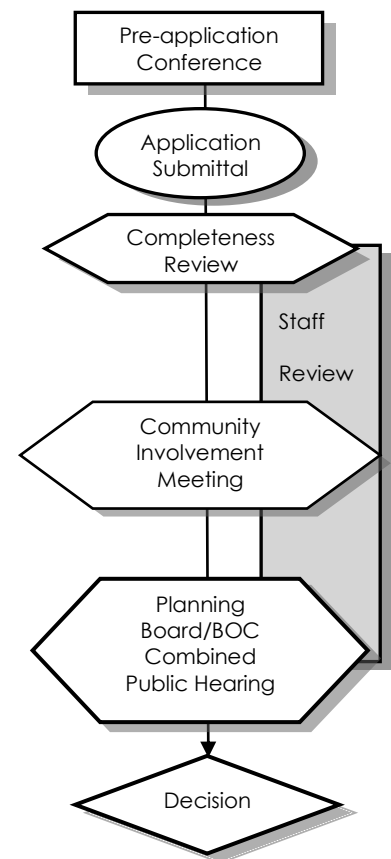 Pre-application
Conference
Application
Submittal
Completeness
Review
Staff
Review
Community
Involvement
Meeting
Planning
Board/BOC
Combined
Public Hearing
Decision